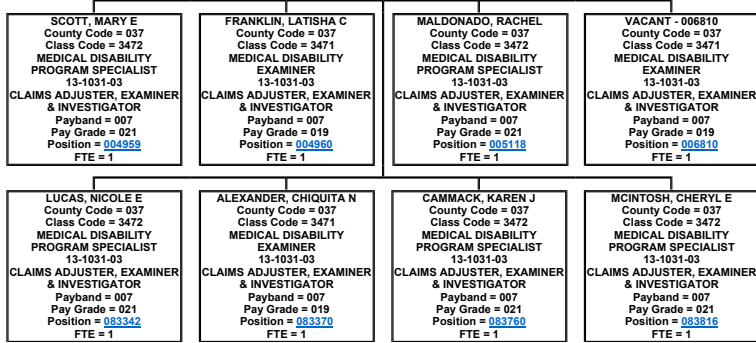 SCOTT, MARY E
County Code = 037
Class Code = 3472
MEDICAL DISABILITY
PROGRAM SPECIALIST
13-1031-03
CLAIMS ADJUSTER, EXAMINER
& INVESTIGATOR
Payband = 007
Pay Grade = 021
Position = 004959
FTE = 1
FRANKLIN, LATISHA C
County Code = 037
Class Code = 3471
MEDICAL DISABILITY
EXAMINER
13-1031-03
CLAIMS ADJUSTER, EXAMINER
& INVESTIGATOR
Payband = 007
Pay Grade = 019
Position = 004960
FTE = 1
MALDONADO, RACHEL
County Code = 037
Class Code = 3472
MEDICAL DISABILITY
PROGRAM SPECIALIST
13-1031-03
CLAIMS ADJUSTER, EXAMINER
& INVESTIGATOR
Payband = 007
Pay Grade = 021
Position = 005118
FTE = 1
VACANT - 006810
County Code = 037
Class Code = 3471
MEDICAL DISABILITY
EXAMINER
13-1031-03
CLAIMS ADJUSTER, EXAMINER
& INVESTIGATOR
Payband = 007
Pay Grade = 019
Position = 006810
FTE = 1
LUCAS, NICOLE E
County Code = 037
Class Code = 3472
MEDICAL DISABILITY
PROGRAM SPECIALIST
13-1031-03
CLAIMS ADJUSTER, EXAMINER
& INVESTIGATOR
Payband = 007
Pay Grade = 021
Position = 083342
FTE = 1
ALEXANDER, CHIQUITA N
County Code = 037
Class Code = 3471
MEDICAL DISABILITY
EXAMINER
13-1031-03
CLAIMS ADJUSTER, EXAMINER
& INVESTIGATOR
Payband = 007
Pay Grade = 019
Position = 083370
FTE = 1
CAMMACK, KAREN J
County Code = 037
Class Code = 3472
MEDICAL DISABILITY
PROGRAM SPECIALIST
13-1031-03
CLAIMS ADJUSTER, EXAMINER
& INVESTIGATOR
Payband = 007
Pay Grade = 021
Position = 083760
FTE = 1
MCINTOSH, CHERYL E
County Code = 037
Class Code = 3472
MEDICAL DISABILITY
PROGRAM SPECIALIST
13-1031-03
CLAIMS ADJUSTER, EXAMINER
& INVESTIGATOR
Payband = 007
Pay Grade = 021
Position = 083816
FTE = 1